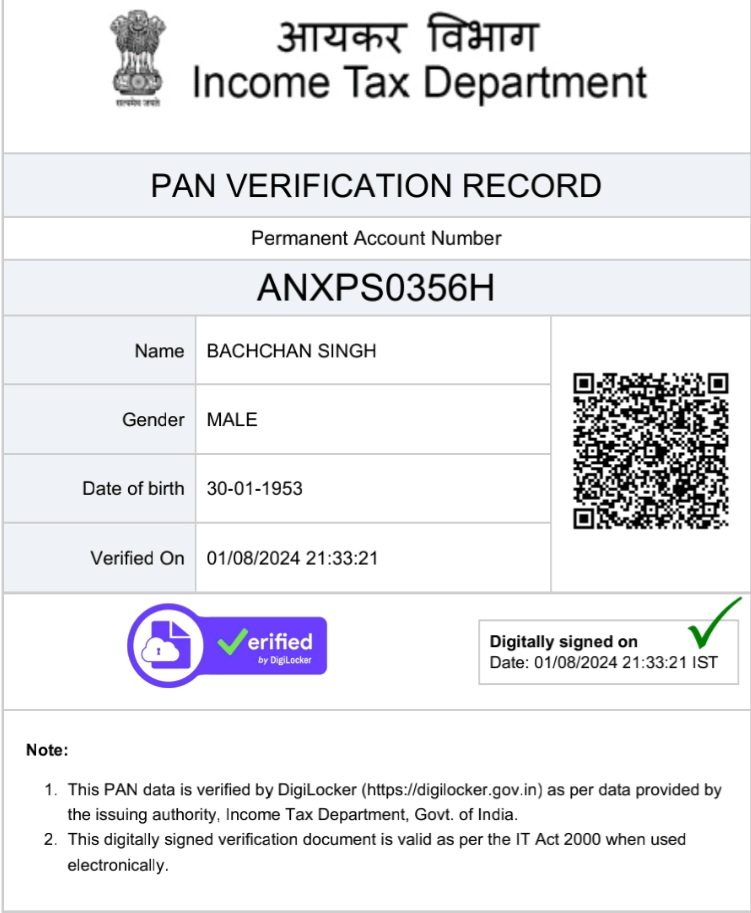 आयकर विभाग
Income Tax Department
सत्यमेव जयते
PAN VERIFICATION RECORD
Permanent Account Number
ANXPS0356H
Name BACHCHAN SINGH
Gender MALE
Date of birth 30-01-1953
Verified On 01/08/2024 21:33:21
erified
by DigiLocker
Digitally signed on
Date: 01/08/2024 21:33:21 IST
Note:
1. This PAN data is verified by DigiLocker (https://digilocker.gov.in) as per data provided by
the issuing authority, Income Tax Department, Govt. of India.
2. This digitally signed verification document is valid as per the IT Act 2000 when used
electronically.